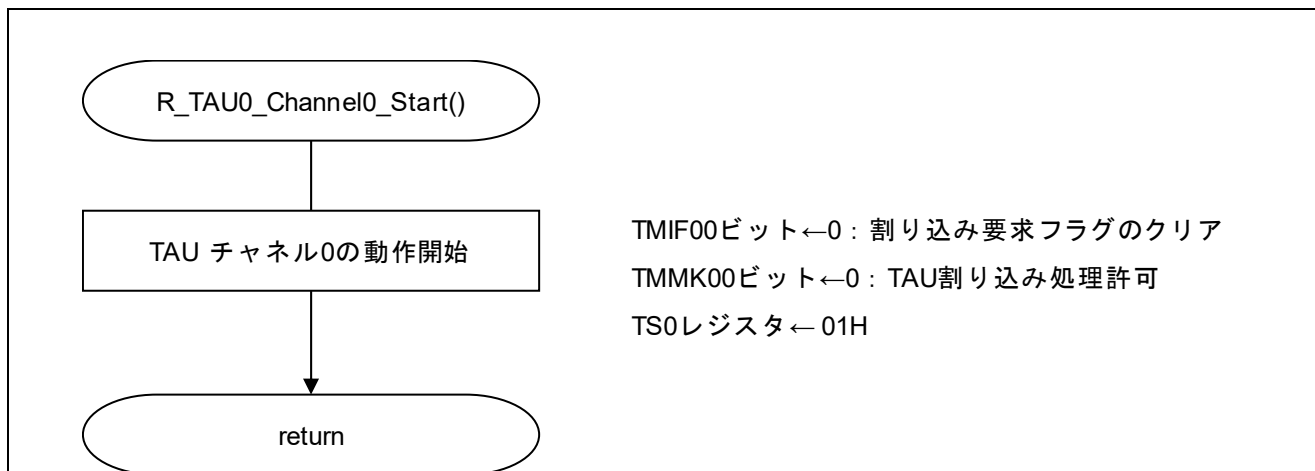 R_TAU0_Channel0_Start()
TAU チャネル0の動作開始
TMIF00ビット←0：割り込み要求フラグのクリア
TMMK00ビット←0：TAU割り込み処理許可
TS0レジスタ← 01H
return